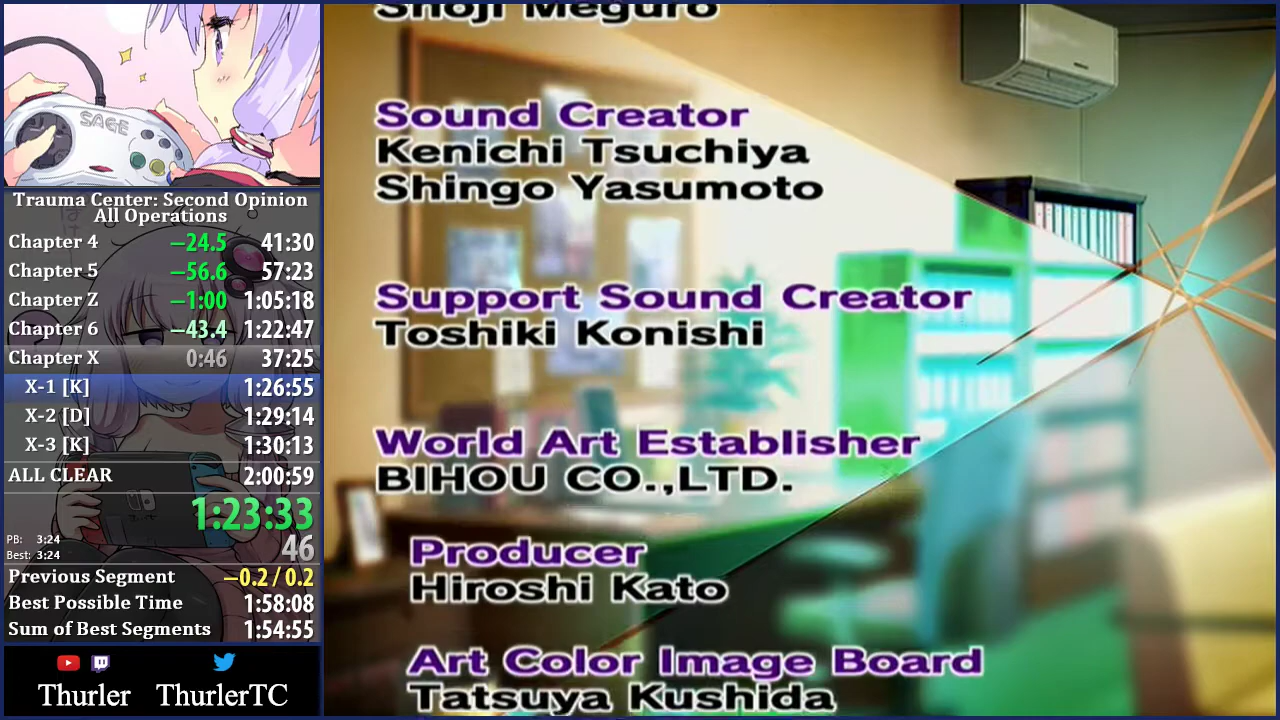 SAGE
Trauma Center: Second Opinion
All Operations
Chapter 4 −24.5 41:30
Chapter 5 −56.6 57:23
Chapter Z −1:00 1:05:18
Chapter 6 −43.4 1:22:47
Chapter X 0:46 37:25
X-1 [K] 1:26:55
X-2 [D] 1:29:14
X-3 [K] 1:30:13
ALL CLEAR 2:00:59
1:23:33
PB: 3:24
Best: 3:24
46
Previous Segment −0.2 / 0.2
Best Possible Time 1:58:08
Sum of Best Segments 1:54:55
Thurler ThurlerTC
Shoji Meguro
Sound Creator
Kenichi Tsuchiya
Shingo Yasumoto
Support Sound Creator
Toshiki Konishi
World Art Establisher
BIHOU CO.,LTD.
Producer
Hiroshi Kato
Art Color Image Board
Tatsuya Kushida